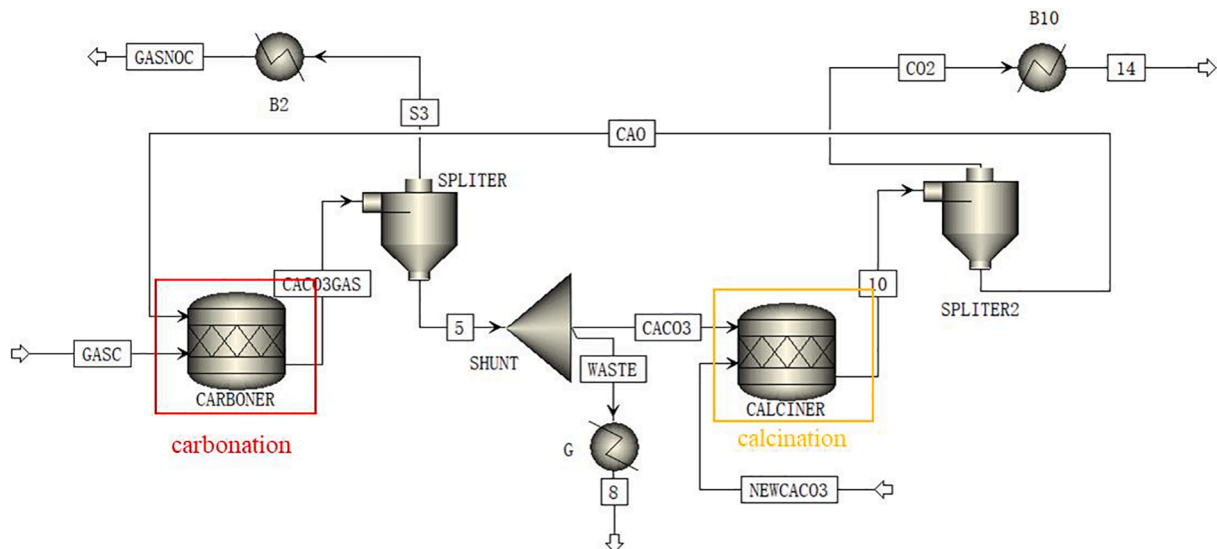 B10
GASNOC
CO2
14
B2
S3
CAO
SPLITER
CACO3GAS
10
SPLITER2
5
CACO3
SHUNT
WASTE
GASC
CARBONER
CALCINER
carbonation
calcination
G
8
NEWCACO3